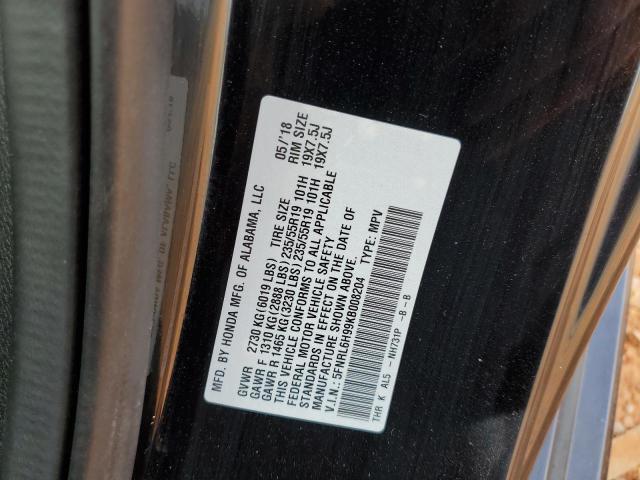 MFD. BY HONDA MFG. OF ALABAMA, LLC 05/'18
GVWR 2730 KG(6019 LBS) TIRE SIZE RIM SIZE
GAWR F 1310 KG(2888 LBS)235/55R19 101H 19X7.5J
GAWR R 1465 KG(3230 LBS)235/55R19 101H 19X7.5J
THIS VEHICLE CONFORMS TO ALL APPLICABLE
FEDERAL MOTOR VEHICLE SAFETY
STANDARDS IN EFFECT ON THE DATE OF
MANUFACTURE SHOWN ABOVE.
V.I.N.: 5FNRL6H99KB008204 TYPE: MPV
THR K AL5 -NH731P -B-B